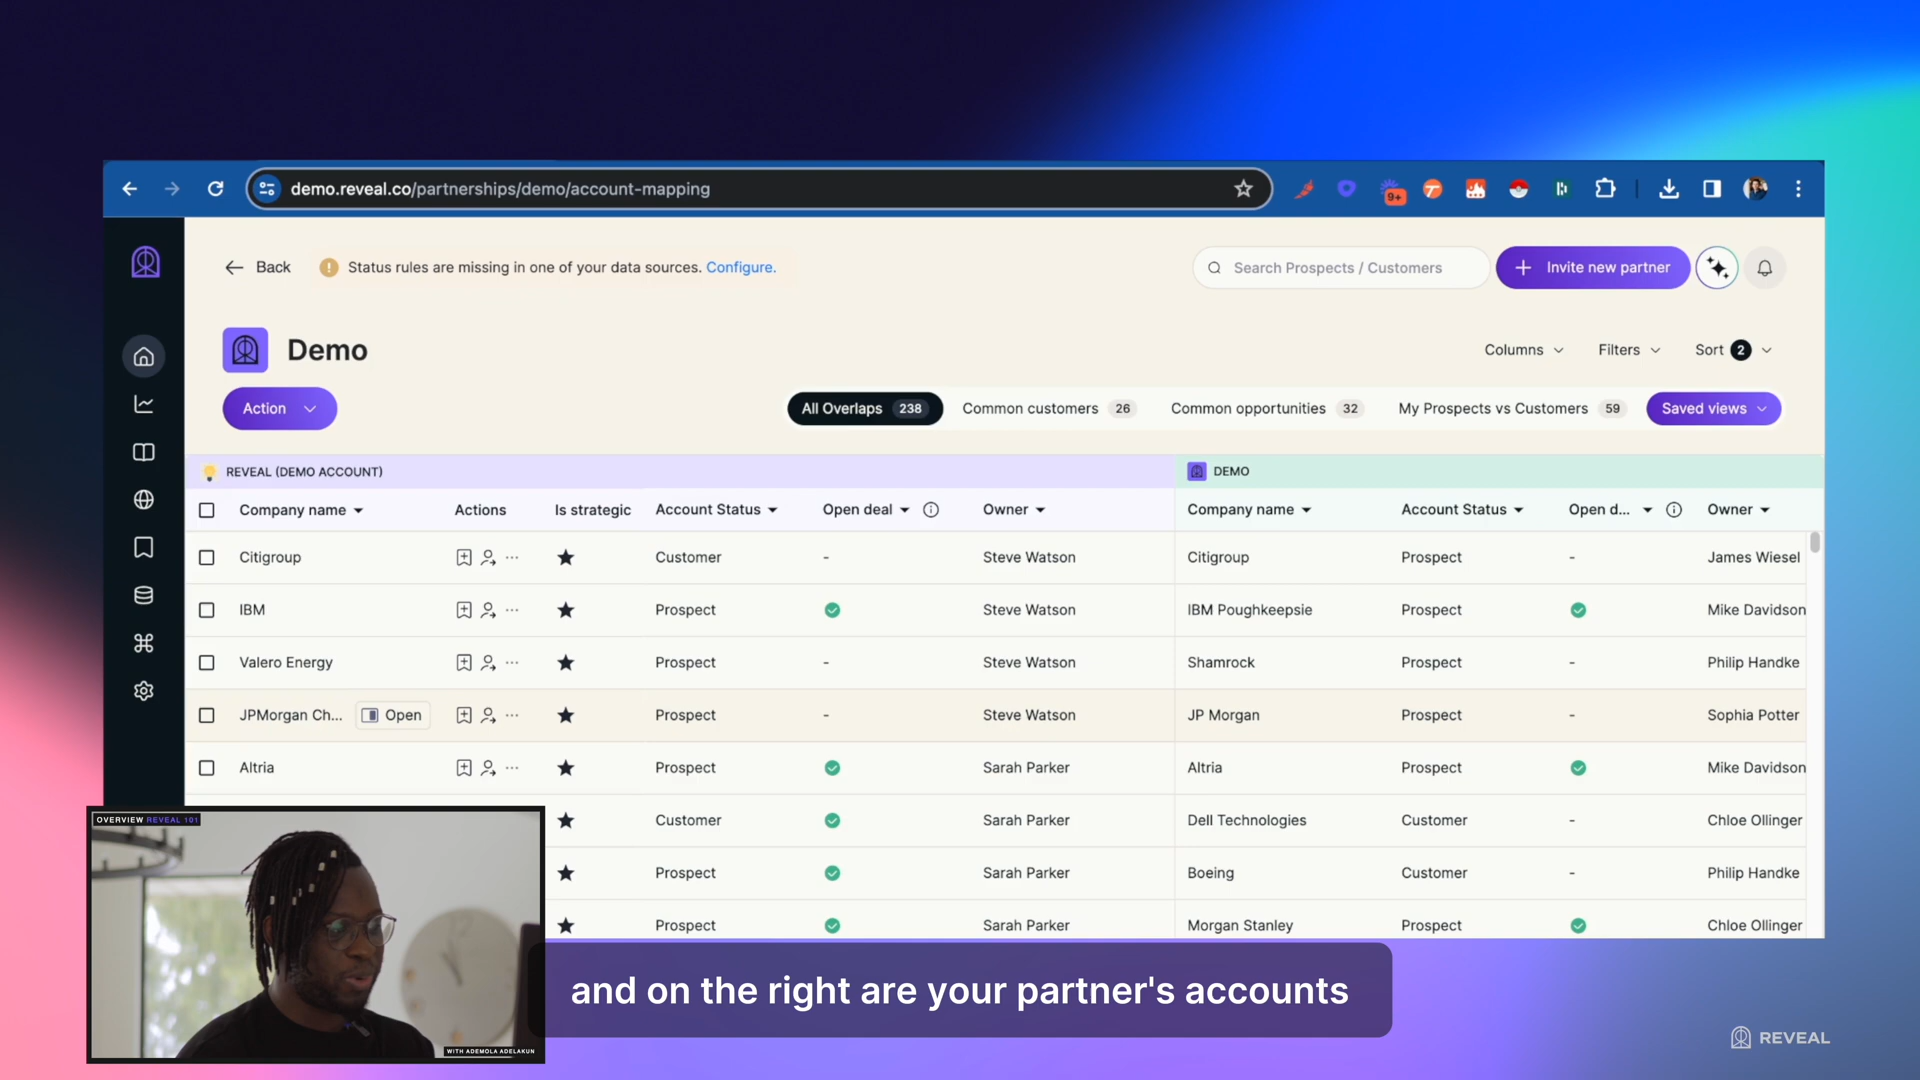 demo.reveal.co/partnerships/demo/account-mapping
9+
Back
Status rules are missing in one of your data sources. Configure.
Search Prospects / Customers
Invite new partner
Demo
Columns
Filters
Sort 2
Action
All Overlaps 238
Common customers 26
Common opportunities 32
My Prospects vs Customers 59
Saved views
REVEAL (DEMO ACCOUNT)
DEMO
Company name Actions Is strategic Account Status Open deal Owner Company name Account Status Open d... Owner
Citigroup Customer - Steve Watson Citigroup Prospect - James Wiesel
IBM Prospect Steve Watson IBM Poughkeepsie Prospect Mike Davidson
Valero Energy Prospect - Steve Watson Shamrock Prospect - Philip Handke
JPMorgan Ch... Open Prospect - Steve Watson JP Morgan Prospect - Sophia Potter
Altria Prospect Sarah Parker Altria Prospect Mike Davidson
Customer Sarah Parker Dell Technologies Customer - Chloe Ollinger
Prospect Sarah Parker Boeing Customer - Philip Handke
Prospect Sarah Parker Morgan Stanley Prospect Chloe Ollinger
OVERVIEW REVEAL 101
WITH ADEMOLA ADELAKUN
and on the right are your partner's accounts
REVEAL